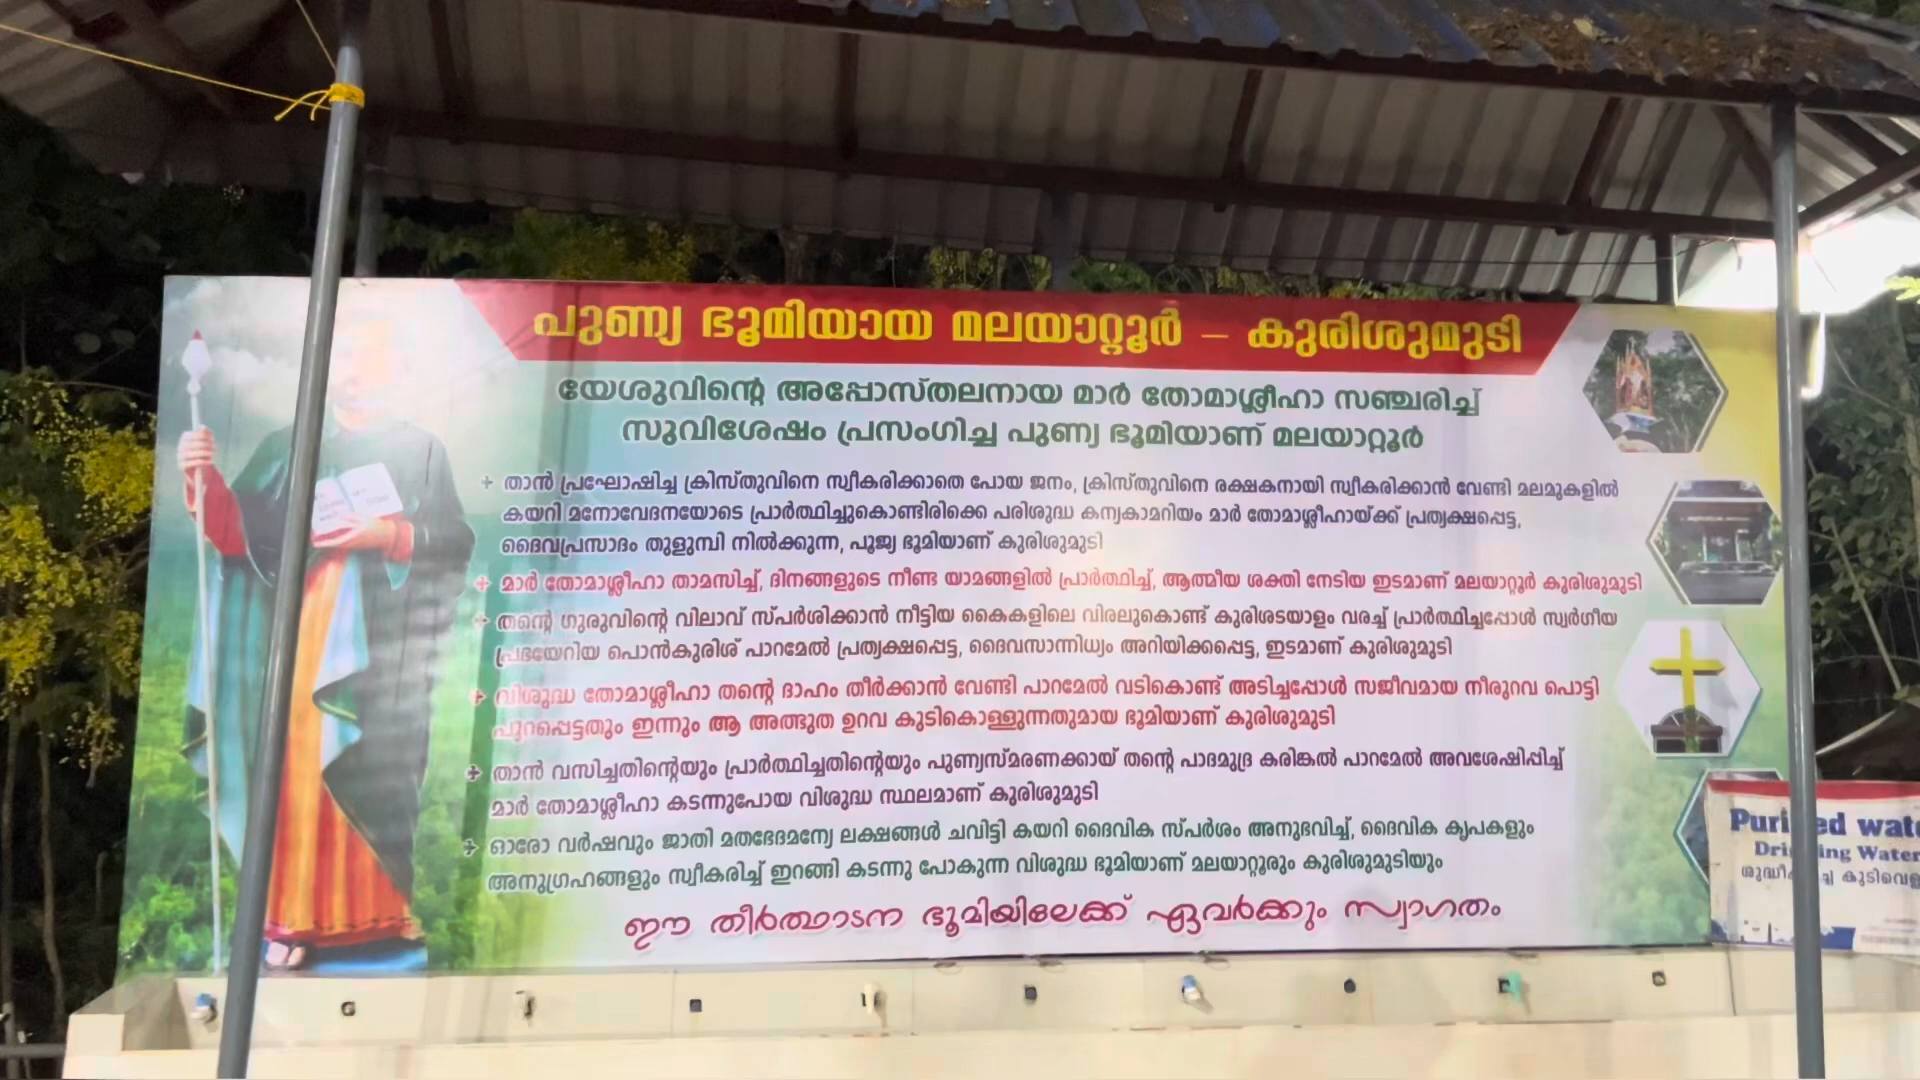 പുണ്യ ഭൂമിയായ മലയാറ്റൂർ – കുരിശുമുടി
യേശുവിന്റെ അപ്പോസ്തലനായ മാർ തോമാശ്ലീഹാ സഞ്ചരിച്ച്
സുവിശേഷം പ്രസംഗിച്ച പുണ്യ ഭൂമിയാണ് മലയാറ്റൂർ
+ താൻ പ്രഘോഷിച്ച ക്രിസ്തുവിനെ സ്വീകരിക്കാതെ പോയ ജനം, ക്രിസ്തുവിനെ രക്ഷകനായി സ്വീകരിക്കാൻ വേണ്ടി മലമുകളിൽ
കയറി മനോവേദനയോടെ പ്രാർത്ഥിച്ചുകൊണ്ടിരിക്കെ പരിശുദ്ധ കന്യകാമറിയം മാർ തോമാശ്ലീഹായ്ക്ക് പ്രത്യക്ഷപ്പെട്ട,
ദൈവപ്രസാദം തുളുമ്പി നിൽക്കുന്ന, പൂജ്യ ഭൂമിയാണ് കുരിശുമുടി
+ മാർ തോമാശ്ലീഹാ താമസിച്ച്, ദിനങ്ങളുടെ നീണ്ട യാമങ്ങളിൽ പ്രാർത്ഥിച്ച്, ആത്മീയ ശക്തി നേടിയ ഇടമാണ് മലയാറ്റൂർ കുരിശുമുടി
+ തന്റെ ഗുരുവിന്റെ വിലാവ് സ്പർശിക്കാൻ നീട്ടിയ കൈകളിലെ വിരലുകൊണ്ട് കുരിശടയാളം വരച്ച് പ്രാർത്ഥിച്ചപ്പോൾ സ്വർഗീയ
പ്രഭയേറിയ പൊൻകുരിശ് പാറമേൽ പ്രത്യക്ഷപ്പെട്ട, ദൈവസാന്നിധ്യം അറിയിക്കപ്പെട്ട, ഇടമാണ് കുരിശുമുടി
+ വിശുദ്ധ തോമാശ്ലീഹാ തന്റെ ദാഹം തീർക്കാൻ വേണ്ടി പാറമേൽ വടികൊണ്ട് അടിച്ചപ്പോൾ സജീവമായ നീരുറവ പൊട്ടി
പുറപ്പെട്ടതും ഇന്നും ആ അത്ഭുത ഉറവ കുടികൊള്ളുന്നതുമായ ഭൂമിയാണ് കുരിശുമുടി
+ താൻ വസിച്ചതിന്റെയും പ്രാർത്ഥിച്ചതിന്റെയും പുണ്യസ്മരണക്കായ് തന്റെ പാദമുദ്ര കരിങ്കൽ പാറമേൽ അവശേഷിപ്പിച്ച്
മാർ തോമാശ്ലീഹാ കടന്നുപോയ വിശുദ്ധ സ്ഥലമാണ് കുരിശുമുടി
+ ഓരോ വർഷവും ജാതി മതഭേദമന്യേ ലക്ഷങ്ങൾ ചവിട്ടി കയറി ദൈവിക സ്പർശം അനുഭവിച്ച്, ദൈവിക കൃപകളും
അനുഗ്രഹങ്ങളും സ്വീകരിച്ച് ഇറങ്ങി കടന്നു പോകുന്ന വിശുദ്ധ ഭൂമിയാണ് മലയാറ്റൂരും കുരിശുമുടിയും
ഈ തീർത്ഥാടന ഭൂമിയിലേക്ക് ഏവർക്കും സ്വാഗതം